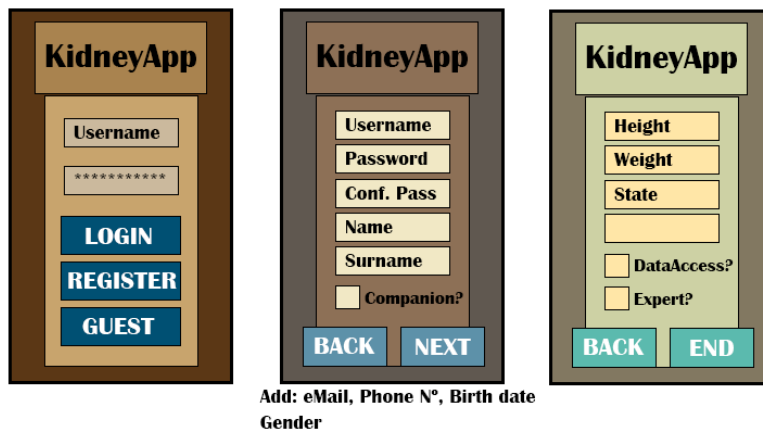 KidneyApp
Username
***********
LOGIN
REGISTER
GUEST
KidneyApp
Username
Password
Conf. Pass
Name
Surname
Companion?
BACK NEXT
Add: eMail, Phone Nº, Birth date
Gender
KidneyApp
Height
Weight
State
DataAccess?
Expert?
BACK END